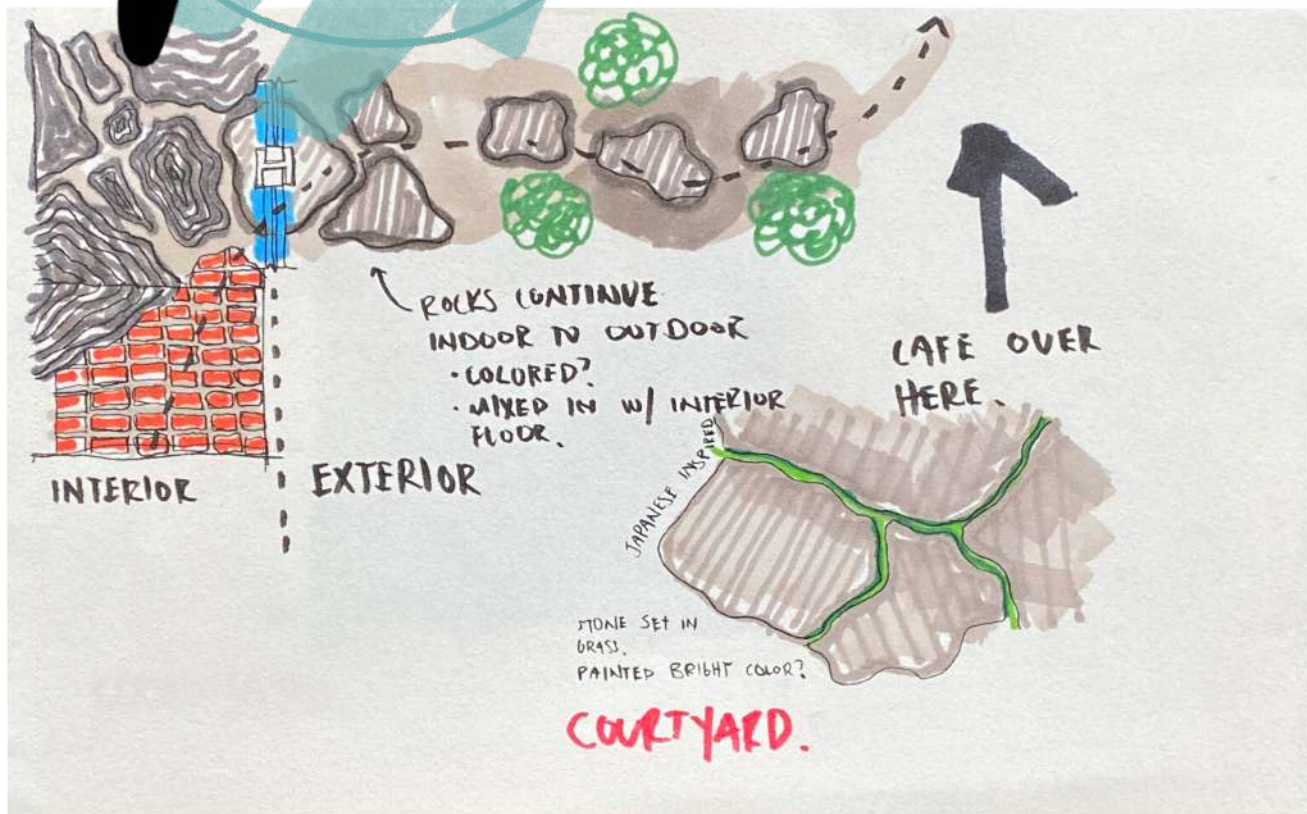 ROCKS CONTINUE
INDOOR TO OUTDOOR
• COLORED?
• MIXED IN W/ INTERIOR
FLOOR.
CAFE OVER
HERE.
INTERIOR
EXTERIOR
JAPANESE INSPIRED
STONE SET IN
GRASS.
PAINTED BRIGHT COLOR?
COURTYARD.